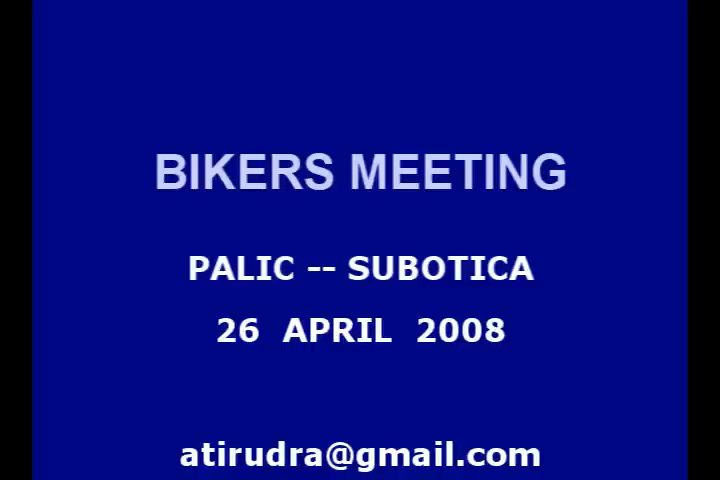 BIKERS MEETING
PALIC -- SUBOTICA
26 APRIL 2008
atirudra@gmail.com